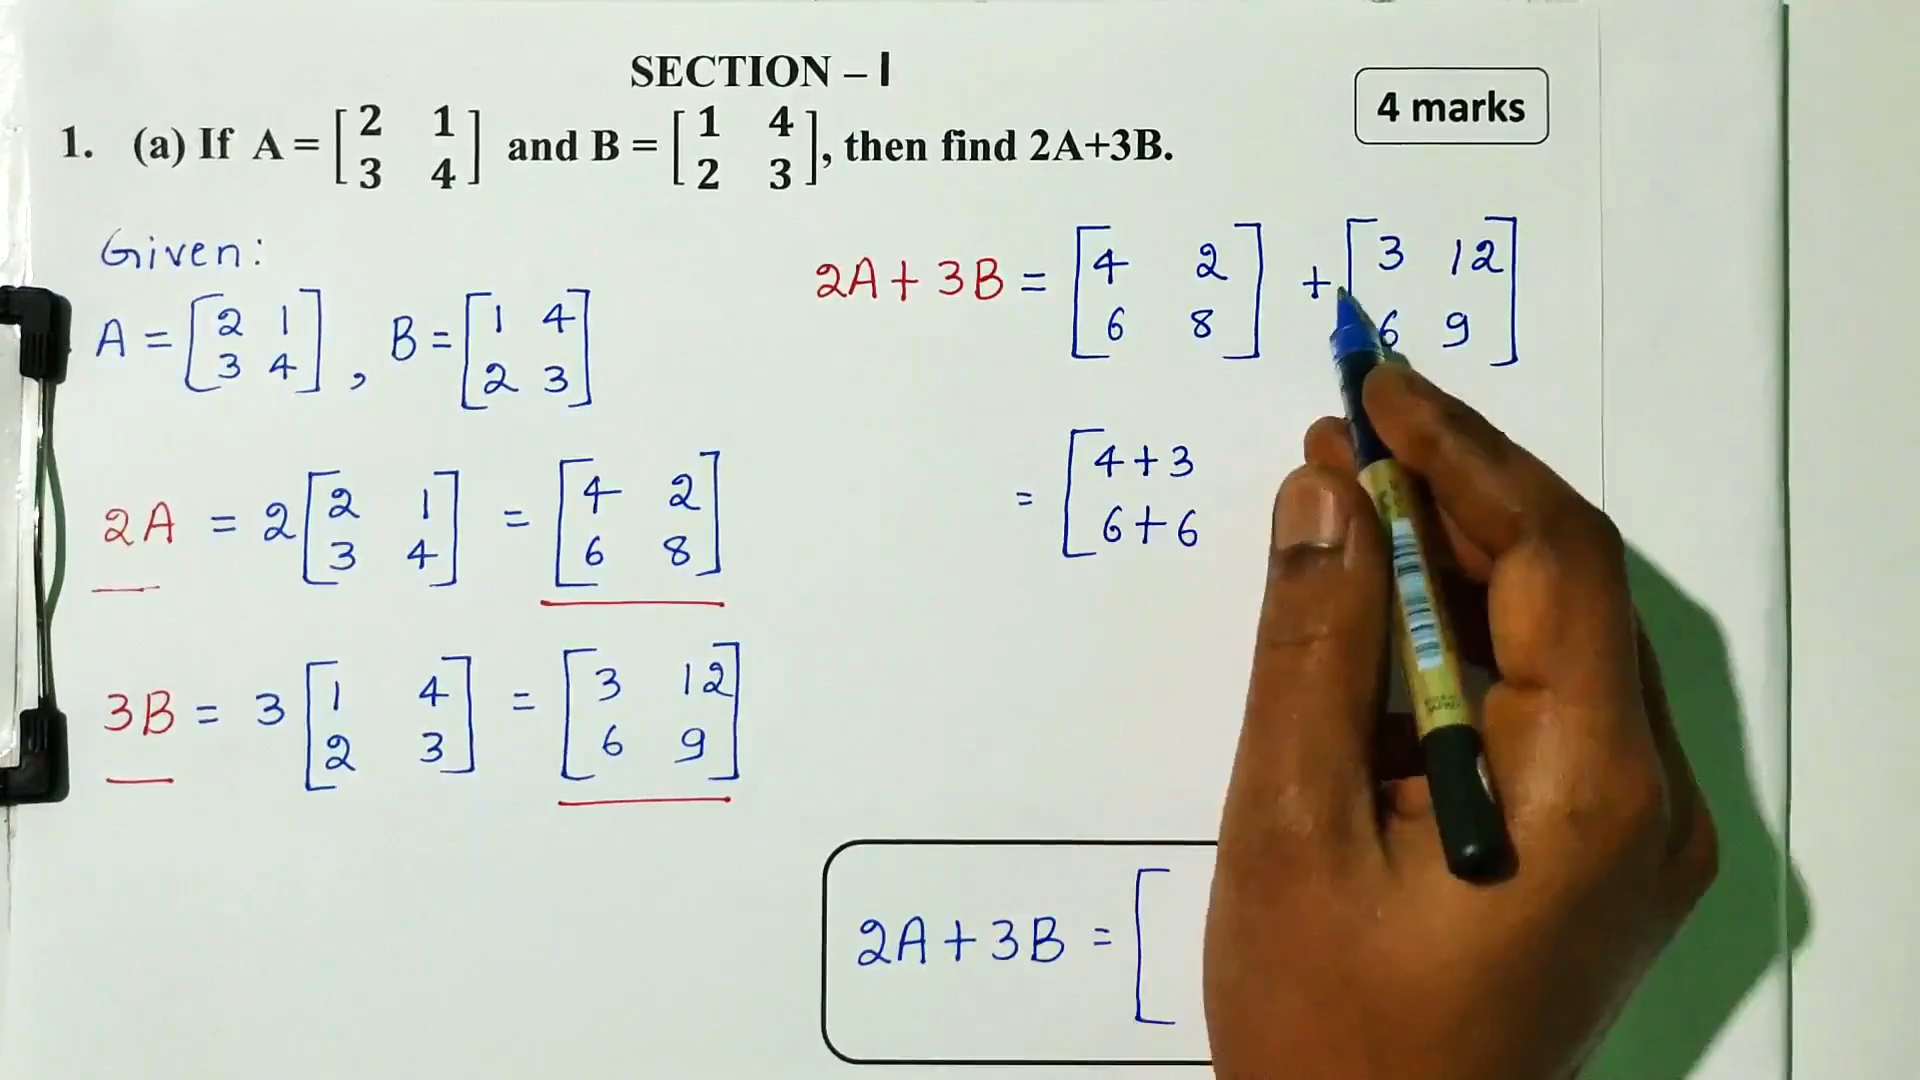 SECTION – I
4 marks
1. (a) If A = [2 1; 3 4] and B = [1 4; 2 3], then find 2A+3B.
Given:
A = [2 1; 3 4], B = [1 4; 2 3]
2A = 2[2 1; 3 4] = [4 2; 6 8]
3B = 3[1 4; 2 3] = [3 12; 6 9]
2A + 3B = [4 2; 6 8] + [3 12; 6 9]
= [4+3
6+6
2A + 3B = [